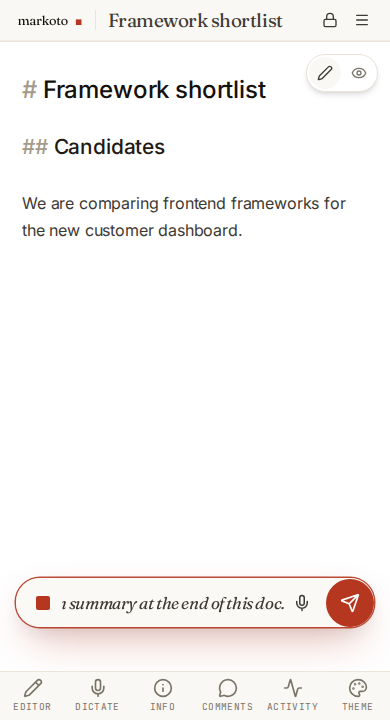 markoto
Framework shortlist
# Framework shortlist
## Candidates
We are comparing frontend frameworks for
the new customer dashboard.
summary at the end of this doc.
EDITOR DICTATE INFO COMMENTS ACTIVITY THEME